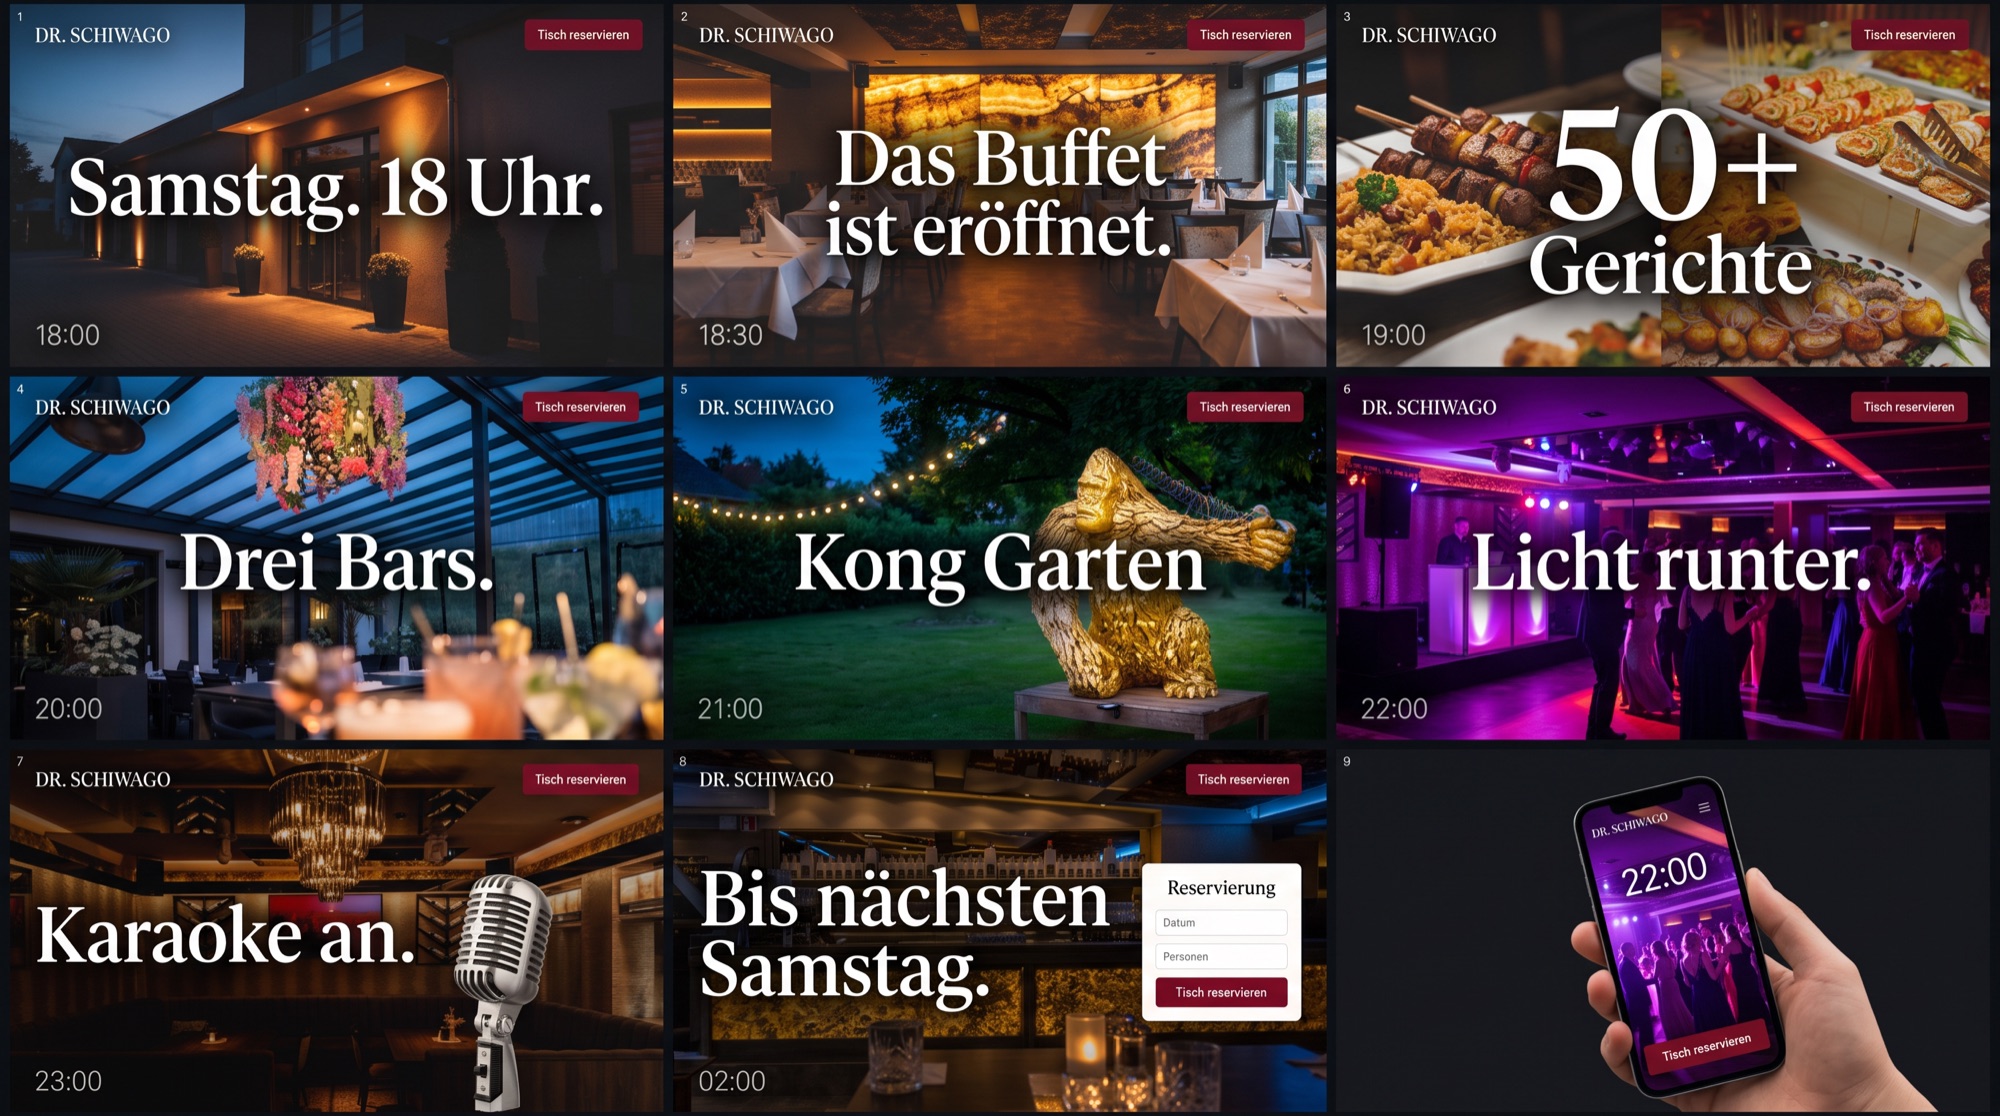 1
DR. SCHIWAGO
Tisch reservieren
Samstag. 18 Uhr.
18:00
2
DR. SCHIWAGO
Tisch reservieren
Das Buffet
ist eröffnet.
18:30
3
DR. SCHIWAGO
Tisch reservieren
50+
Gerichte
19:00
4
DR. SCHIWAGO
Tisch reservieren
Drei Bars.
20:00
5
DR. SCHIWAGO
Tisch reservieren
Kong Garten
21:00
6
DR. SCHIWAGO
Tisch reservieren
Licht runter.
22:00
7
DR. SCHIWAGO
Tisch reservieren
Karaoke an.
23:00
8
DR. SCHIWAGO
Tisch reservieren
Bis nächsten
Samstag.
Reservierung
Datum
Personen
Tisch reservieren
02:00
9
DR. SCHIWAGO
22:00
Tisch reservieren